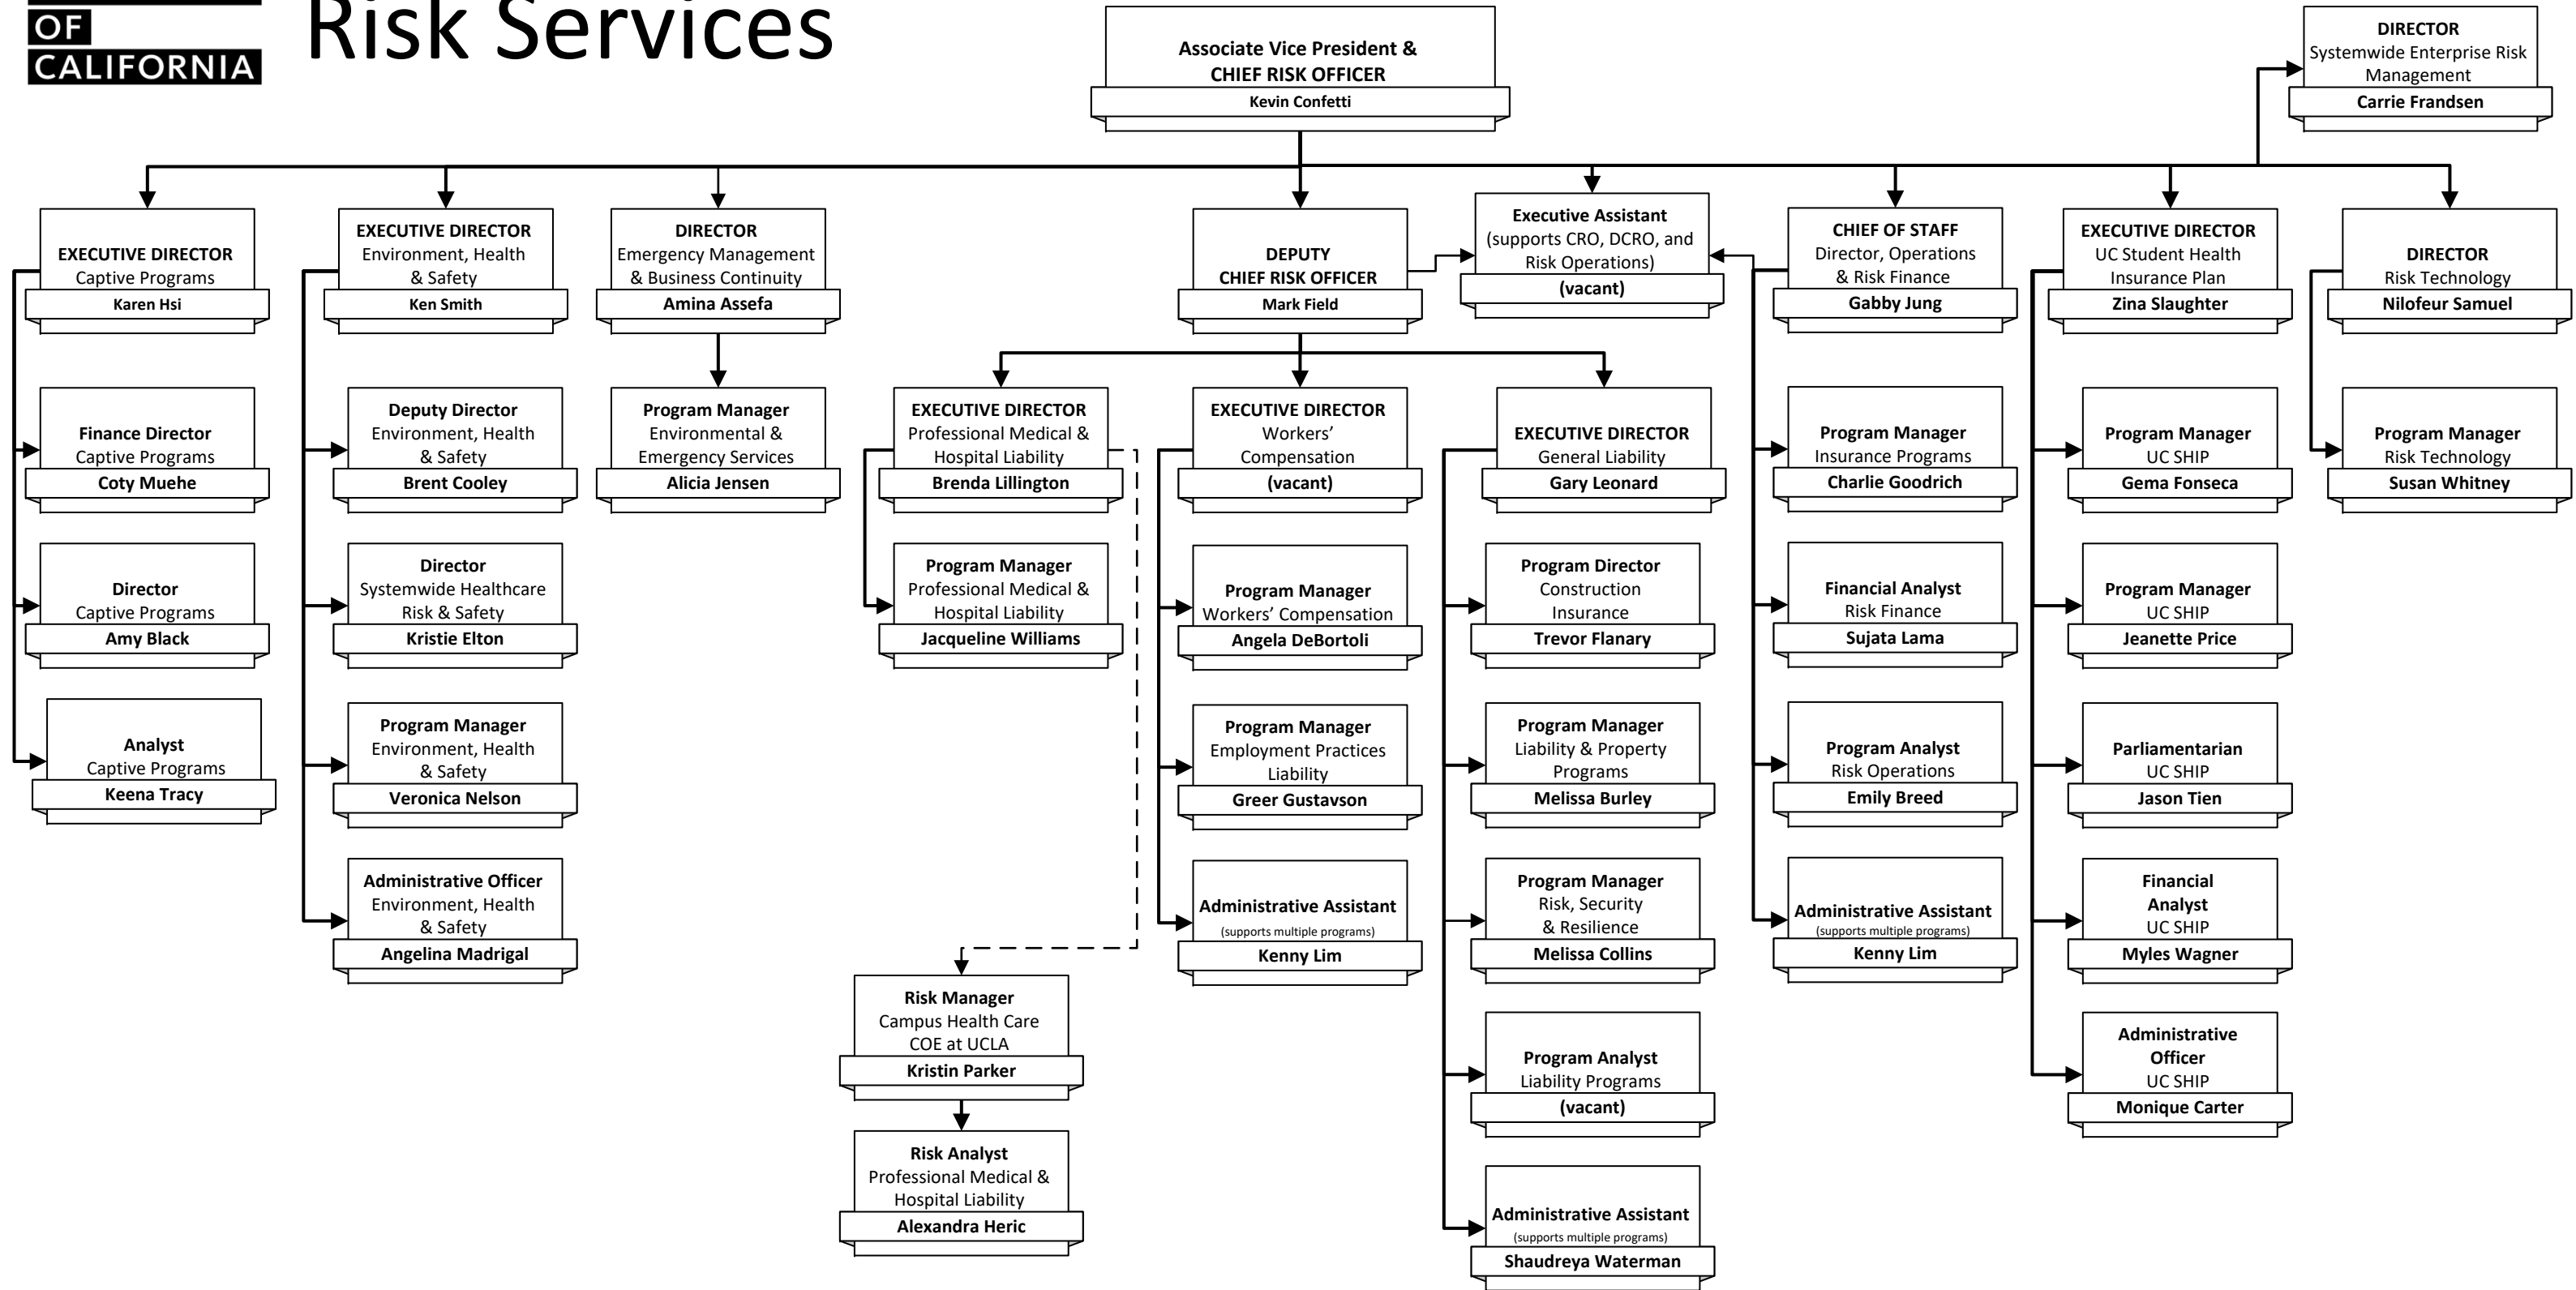 OF
CALIFORNIA
Risk Services
Associate Vice President &
CHIEF RISK OFFICER
Kevin Confetti
DIRECTOR
Systemwide Enterprise Risk
Management
Carrie Frandsen
EXECUTIVE DIRECTOR
Captive Programs
Karen Hsi
EXECUTIVE DIRECTOR
Environment, Health
& Safety
Ken Smith
DIRECTOR
Emergency Management
& Business Continuity
Amina Assefa
DEPUTY
CHIEF RISK OFFICER
Mark Field
Executive Assistant
(supports CRO, DCRO, and
Risk Operations)
(vacant)
CHIEF OF STAFF
Director, Operations
& Risk Finance
Gabby Jung
EXECUTIVE DIRECTOR
UC Student Health
Insurance Plan
Zina Slaughter
DIRECTOR
Risk Technology
Nilofeur Samuel
Finance Director
Captive Programs
Coty Muehe
Deputy Director
Environment, Health
& Safety
Brent Cooley
Program Manager
Environmental &
Emergency Services
Alicia Jensen
EXECUTIVE DIRECTOR
Professional Medical &
Hospital Liability
Brenda Lillington
EXECUTIVE DIRECTOR
Workers’
Compensation
(vacant)
EXECUTIVE DIRECTOR
General Liability
Gary Leonard
Program Manager
Insurance Programs
Charlie Goodrich
Program Manager
UC SHIP
Gema Fonseca
Program Manager
Risk Technology
Susan Whitney
Director
Captive Programs
Amy Black
Director
Systemwide Healthcare
Risk & Safety
Kristie Elton
Program Manager
Professional Medical &
Hospital Liability
Jacqueline Williams
Program Manager
Workers’ Compensation
Angela DeBortoli
Program Director
Construction
Insurance
Trevor Flanary
Financial Analyst
Risk Finance
Sujata Lama
Program Manager
UC SHIP
Jeanette Price
Analyst
Captive Programs
Keena Tracy
Program Manager
Environment, Health
& Safety
Veronica Nelson
Program Manager
Employment Practices
Liability
Greer Gustavson
Program Manager
Liability & Property
Programs
Melissa Burley
Program Analyst
Risk Operations
Emily Breed
Parliamentarian
UC SHIP
Jason Tien
Administrative Officer
Environment, Health
& Safety
Angelina Madrigal
Administrative Assistant
(supports multiple programs)
Kenny Lim
Program Manager
Risk, Security
& Resilience
Melissa Collins
Administrative Assistant
(supports multiple programs)
Kenny Lim
Financial
Analyst
UC SHIP
Myles Wagner
Risk Manager
Campus Health Care
COE at UCLA
Kristin Parker
Program Analyst
Liability Programs
(vacant)
Administrative
Officer
UC SHIP
Monique Carter
Risk Analyst
Professional Medical &
Hospital Liability
Alexandra Heric
Administrative Assistant
(supports multiple programs)
Shaudreya Waterman